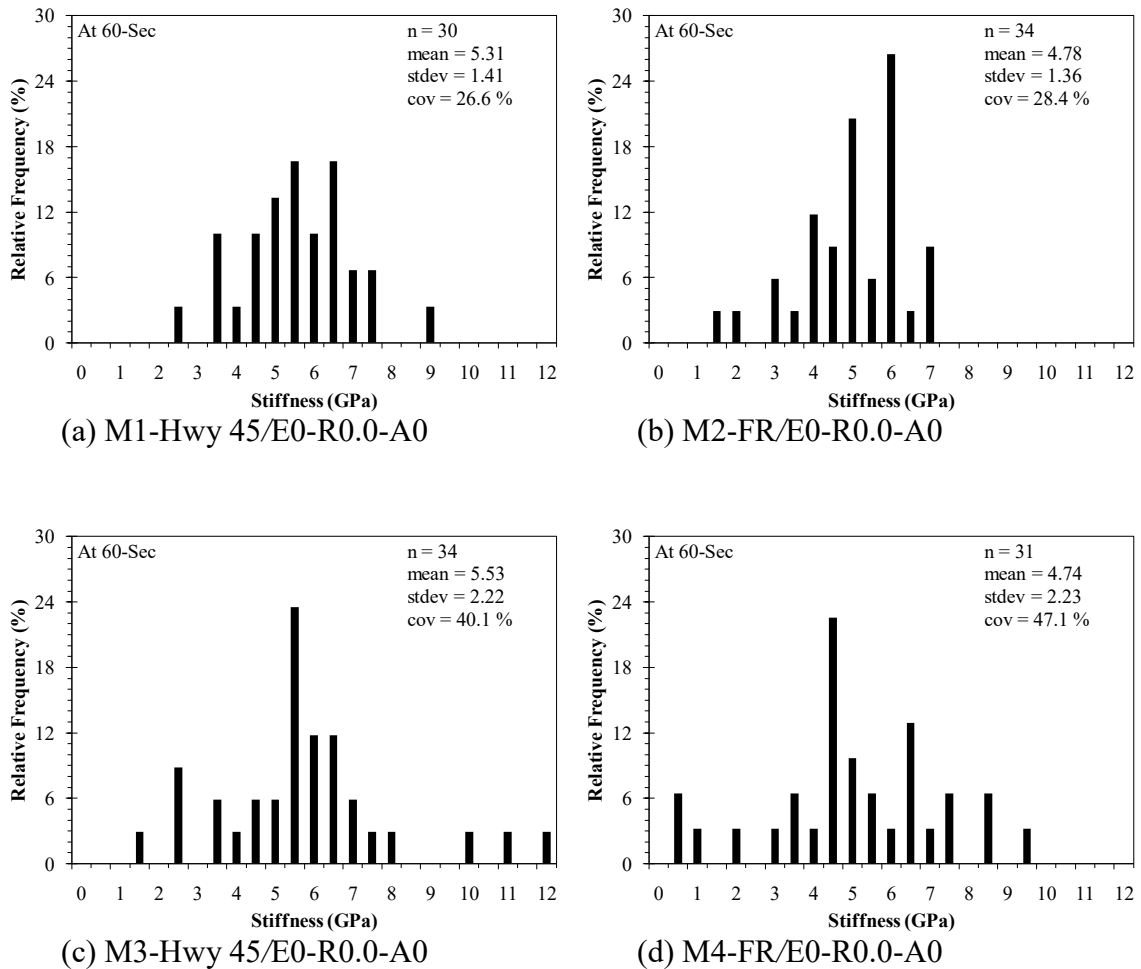 At 60-Sec
n = 30
mean = 5.31
stdev = 1.41
cov = 26.6 %
Relative Frequency (%)
30
24
18
12
6
0
0 1 2 3 4 5 6 7 8 9 10 11 12
Stiffness (GPa)
(a) M1-Hwy 45/E0-R0.0-A0
At 60-Sec
n = 34
mean = 4.78
stdev = 1.36
cov = 28.4 %
Relative Frequency (%)
30
24
18
12
6
0
0 1 2 3 4 5 6 7 8 9 10 11 12
Stiffness (GPa)
(b) M2-FR/E0-R0.0-A0
At 60-Sec
n = 34
mean = 5.53
stdev = 2.22
cov = 40.1 %
Relative Frequency (%)
30
24
18
12
6
0
0 1 2 3 4 5 6 7 8 9 10 11 12
Stiffness (GPa)
(c) M3-Hwy 45/E0-R0.0-A0
At 60-Sec
n = 31
mean = 4.74
stdev = 2.23
cov = 47.1 %
Relative Frequency (%)
30
24
18
12
6
0
0 1 2 3 4 5 6 7 8 9 10 11 12
Stiffness (GPa)
(d) M4-FR/E0-R0.0-A0